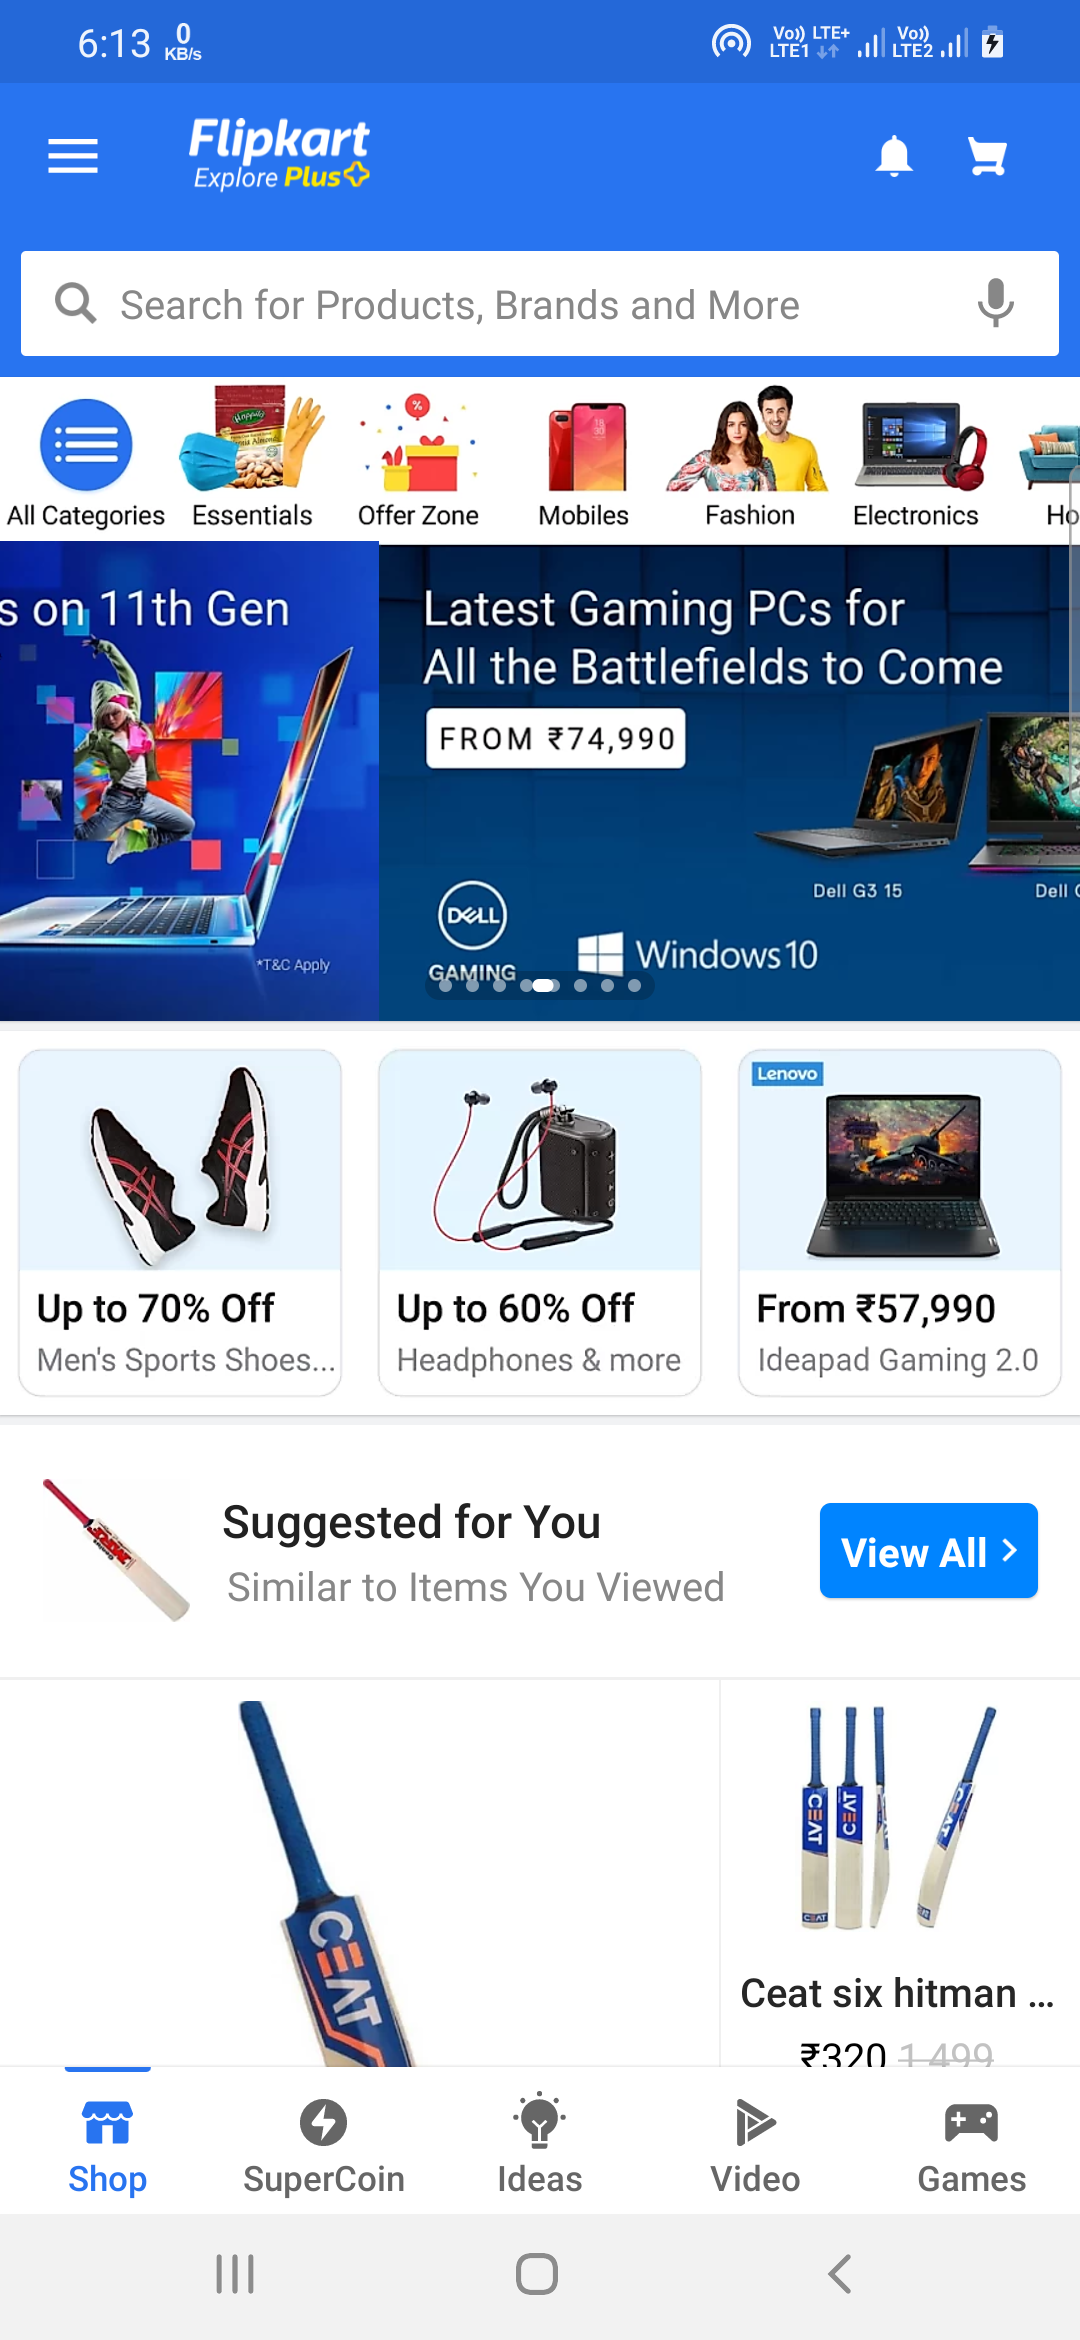 6:13
0
KB/s
Vo)) LTE+
LTE1
Vo))
LTE2
Flipkart
Explore Plus
Search for Products, Brands and More
All Categories
Essentials
Offer Zone
Mobiles
Fashion
Electronics
Ho
s on 11th Gen
*T&C Apply
Latest Gaming PCs for
All the Battlefields to Come
FROM ₹74,990
Dell G3 15
Dell
DELL
GAMING
Windows 10
Up to 70% Off
Men's Sports Shoes...
Up to 60% Off
Headphones & more
Lenovo
From ₹57,990
Ideapad Gaming 2.0
Suggested for You
Similar to Items You Viewed
View All
CEAT
CEAT
CEAT
CEAT
CEAT
Ceat six hitman ...
₹320 1,499
Shop
SuperCoin
Ideas
Video
Games